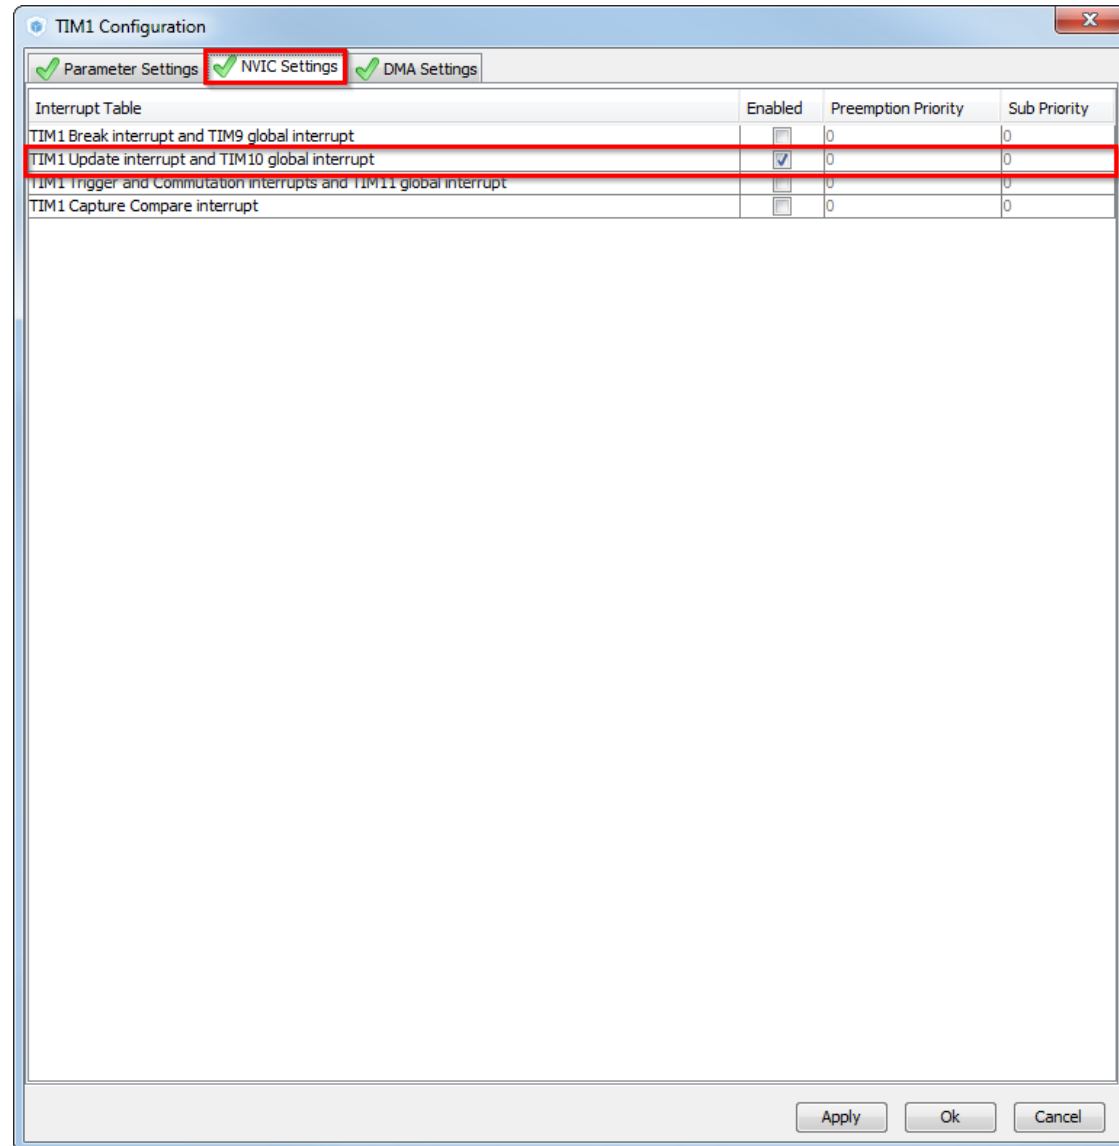 TIM1 Configuration
Parameter Settings NVIC Settings DMA Settings
Interrupt Table Enabled Preemption Priority Sub Priority
TIM1 Break interrupt and TIM9 global interrupt 0 0
TIM1 Update interrupt and TIM10 global interrupt 0 0
TIM1 Trigger and Commutation interrupts and TIM11 global interrupt 0 0
TIM1 Capture Compare interrupt 0 0
Apply Ok Cancel